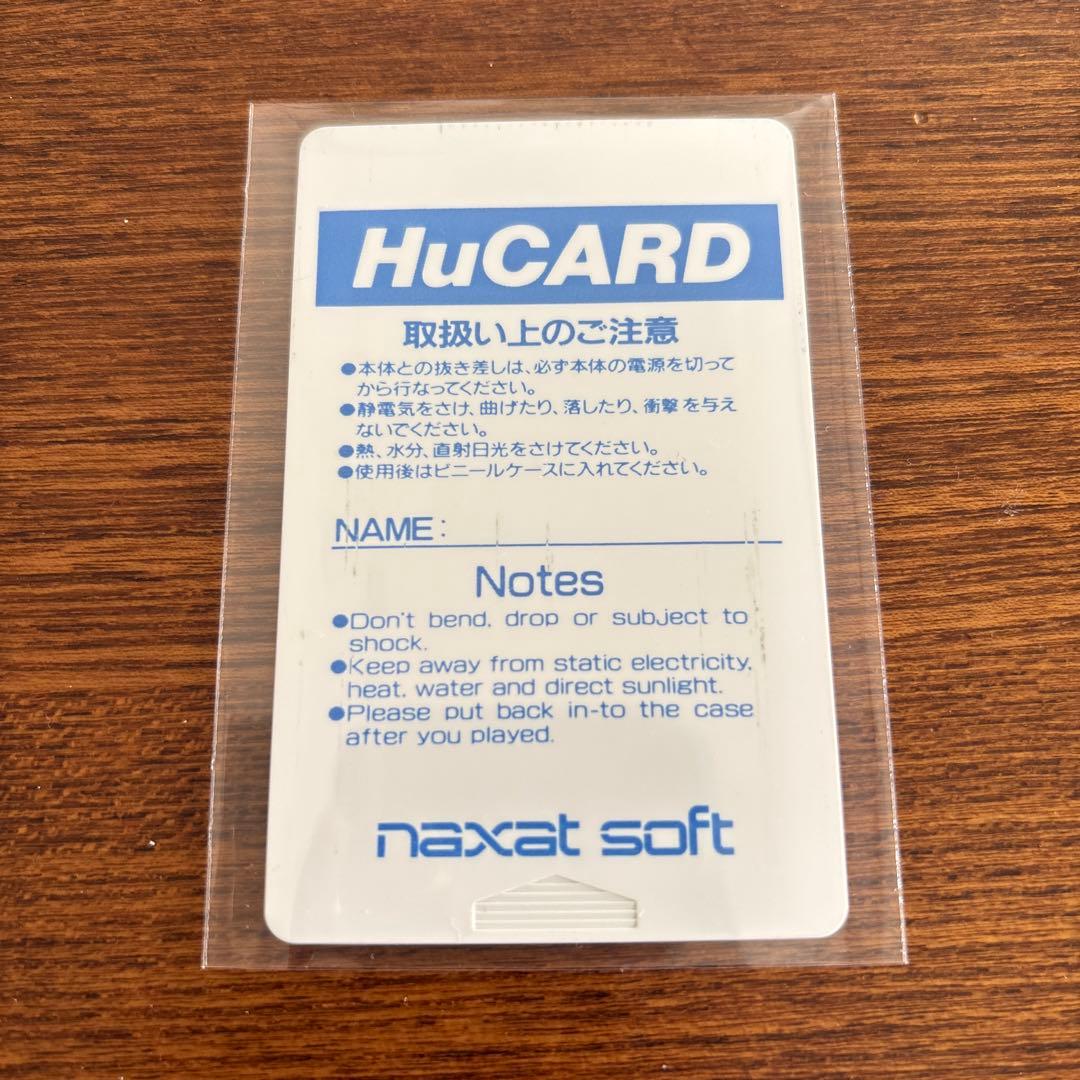 HuCARD
取扱い上のご注意
●本体との抜き差しは、必ず本体の電源を切って
から行なってください。
●静電気をさけ、曲げたり、落したり、衝撃を与え
ないでください。
●熱、水分、直射日光をさけてください。
●使用後はビニールケースに入れてください。
NAME:
Notes
●Don't bend, drop or subject to
shock.
●Keep away from static electricity,
heat, water and direct sunlight.
●Please put back in-to the case
after you played.
naxat soft